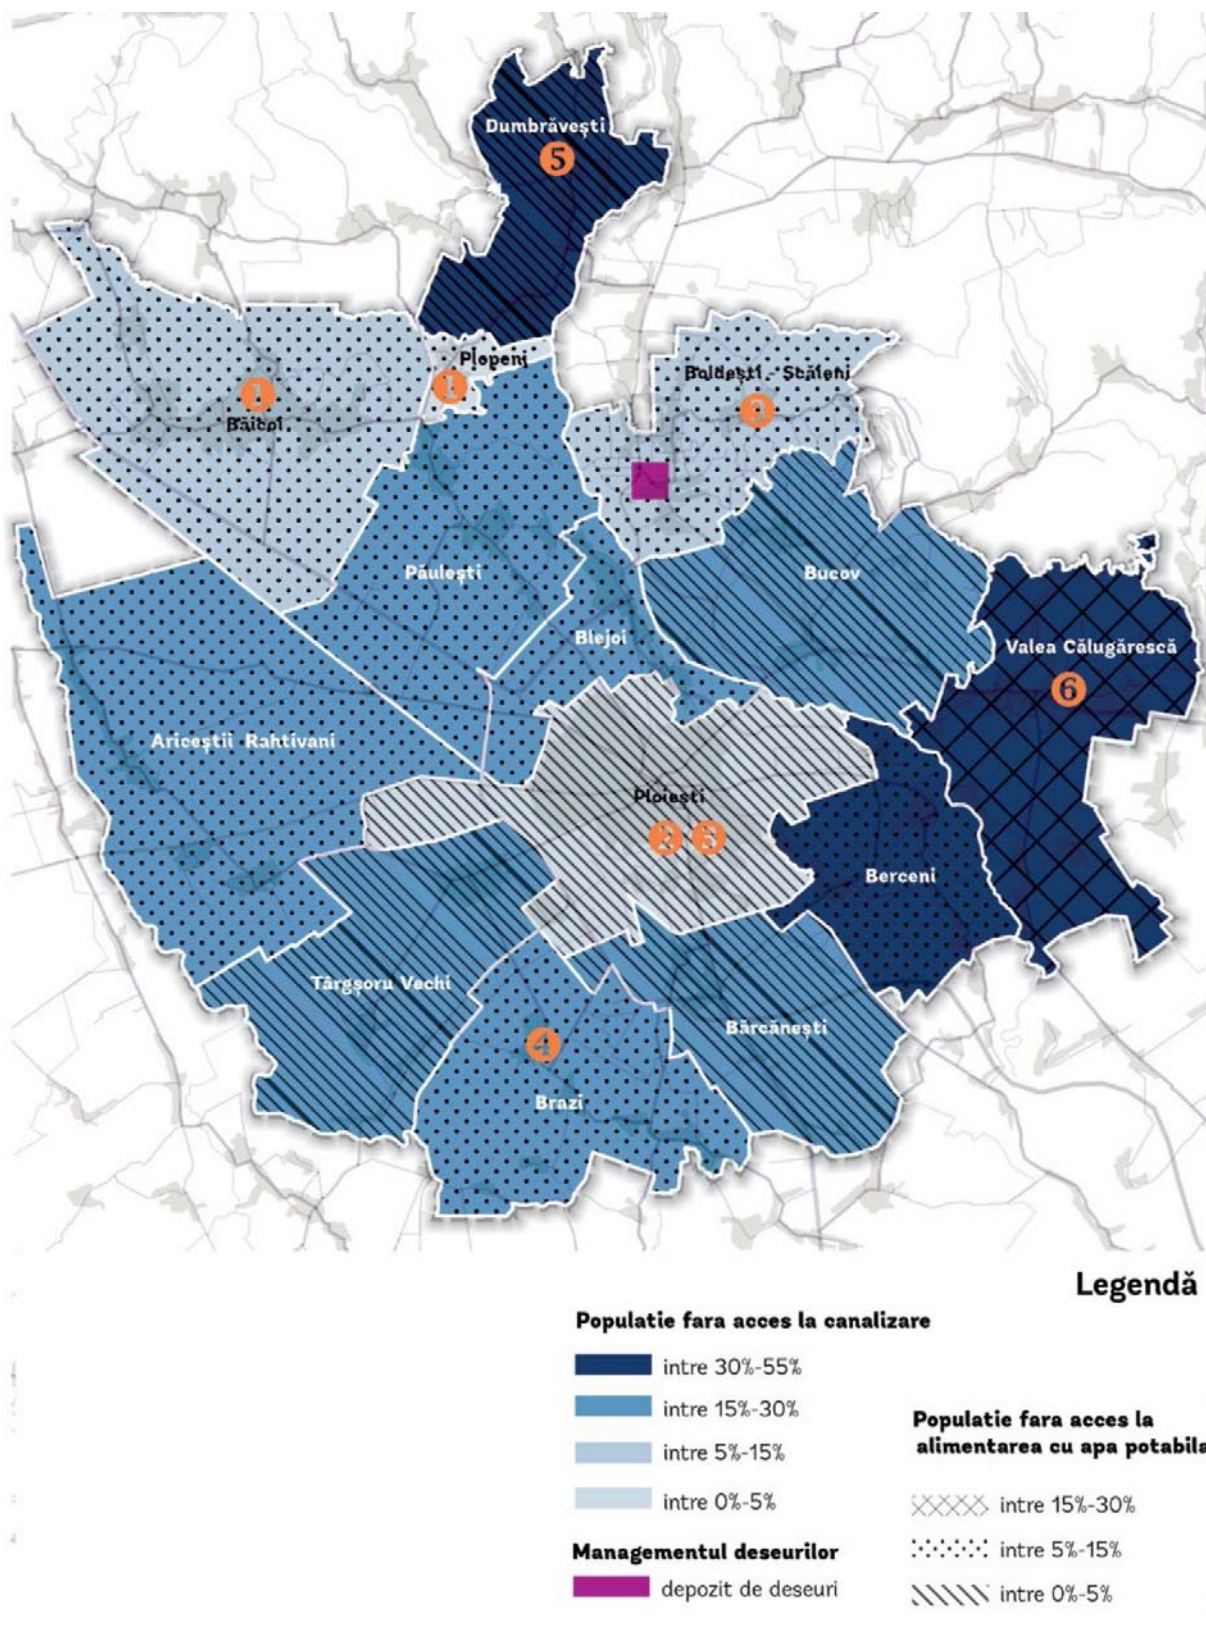 Dumbrăvești
5
Plopeni
1
Boldești - Scăieni
3
1
Băicoi
Păulești
Bucov
Blejoi
Valea Călugărescă
6
Ariceștii Rahtivani
Ploiești
2 3
Berceni
Târgșoru Vechi
Bărcănești
4
Brazi
Legendă
Populatie fara acces la canalizare
intre 30%-55%
intre 15%-30%
intre 5%-15%
intre 0%-5%
Managementul deseurilor
depozit de deseuri
Populatie fara acces la
alimentarea cu apa potabila
intre 15%-30%
intre 5%-15%
intre 0%-5%